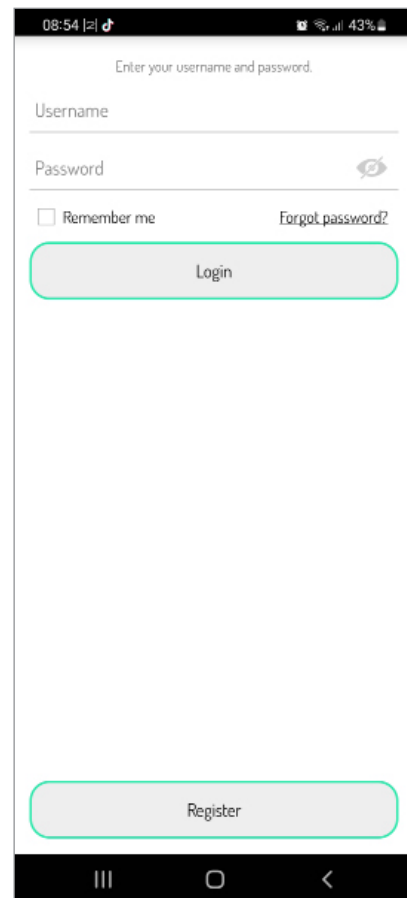 08:54 43%
Enter your username and password.
Username
Password
Remember me Forgot password?
Login
Register